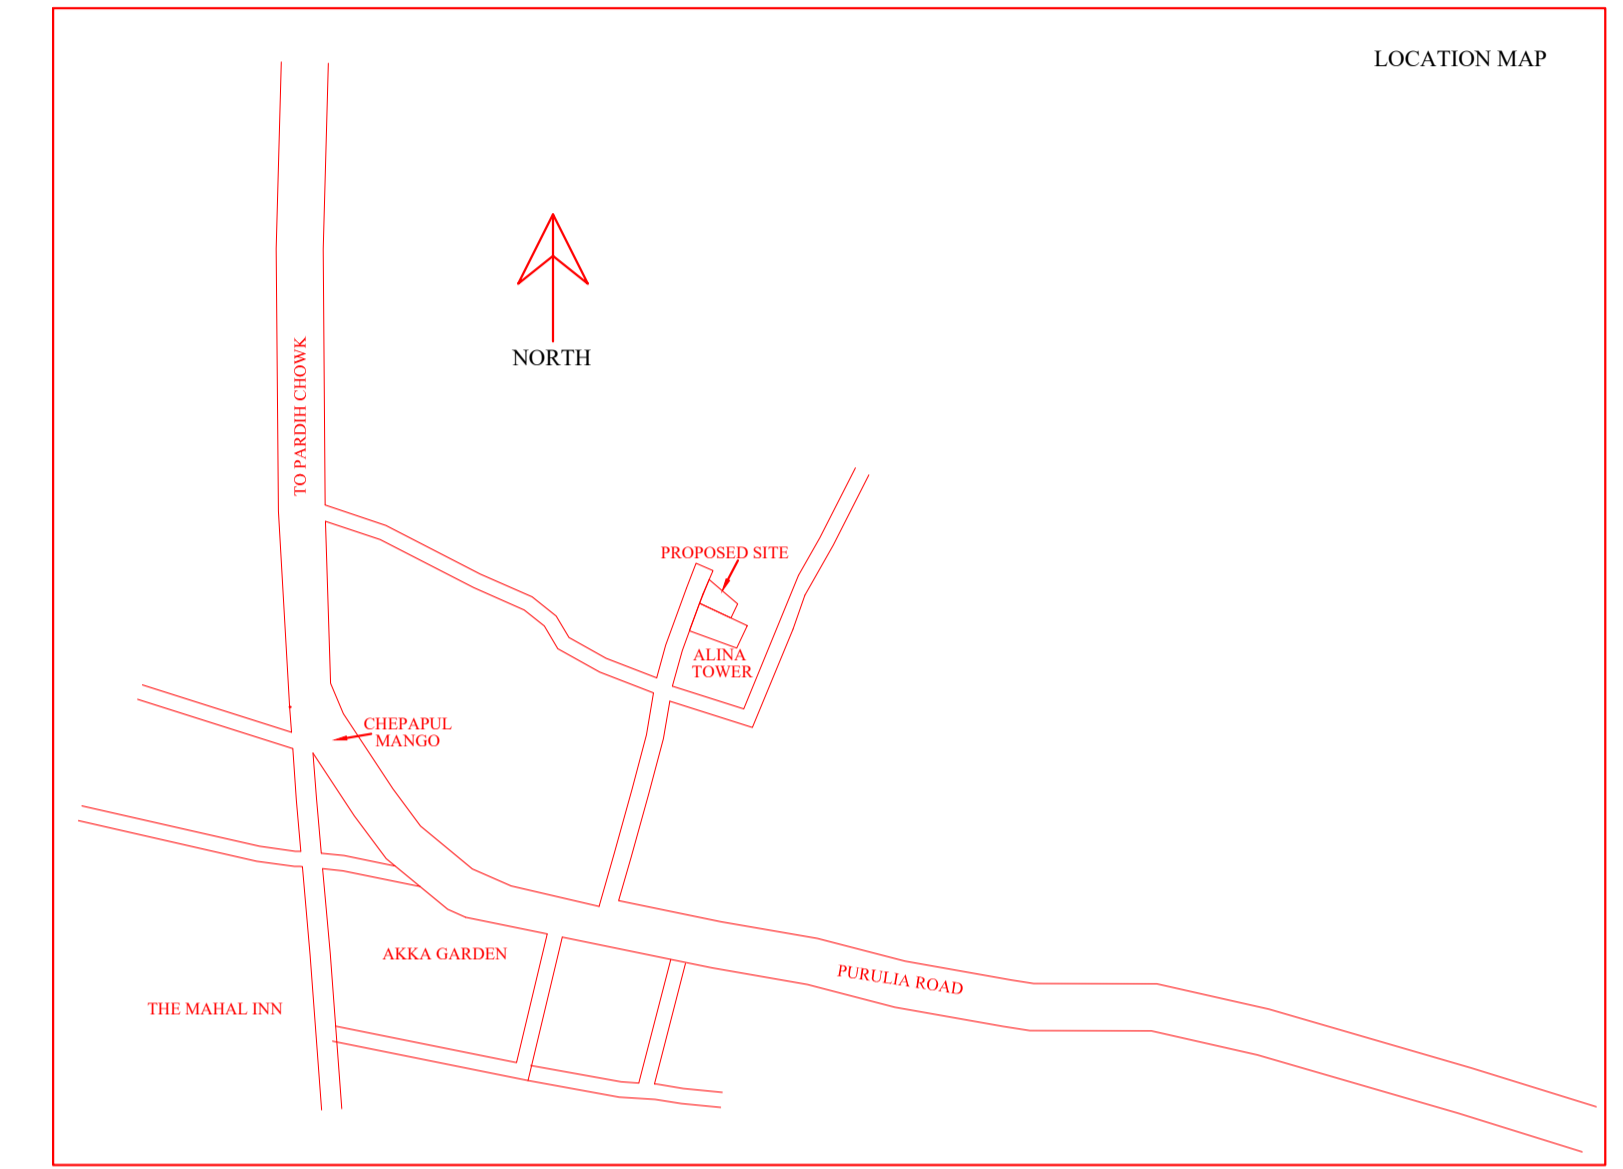 LOCATION MAP
NORTH
TO PARDIH CHOWK
PROPOSED SITE
ALINA
TOWER
CHEPAPUL
MANGO
AKKA GARDEN
PURULIA ROAD
THE MAHAL INN